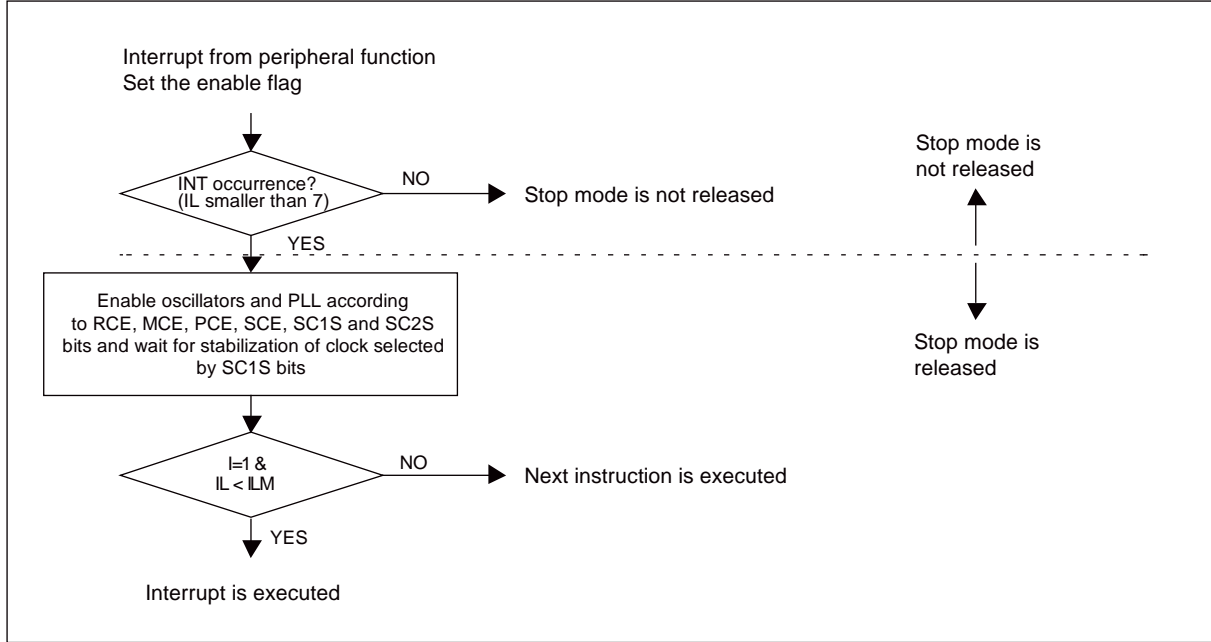 Interrupt from peripheral function
Set the enable flag
INT occurrence?
(IL smaller than 7)
NO
Stop mode is not released
YES
Stop mode is
not released
Enable oscillators and PLL according
to RCE, MCE, PCE, SCE, SC1S and SC2S
bits and wait for stabilization of clock selected
by SC1S bits
Stop mode is
released
I=1 &
IL < ILM
NO
Next instruction is executed
YES
Interrupt is executed